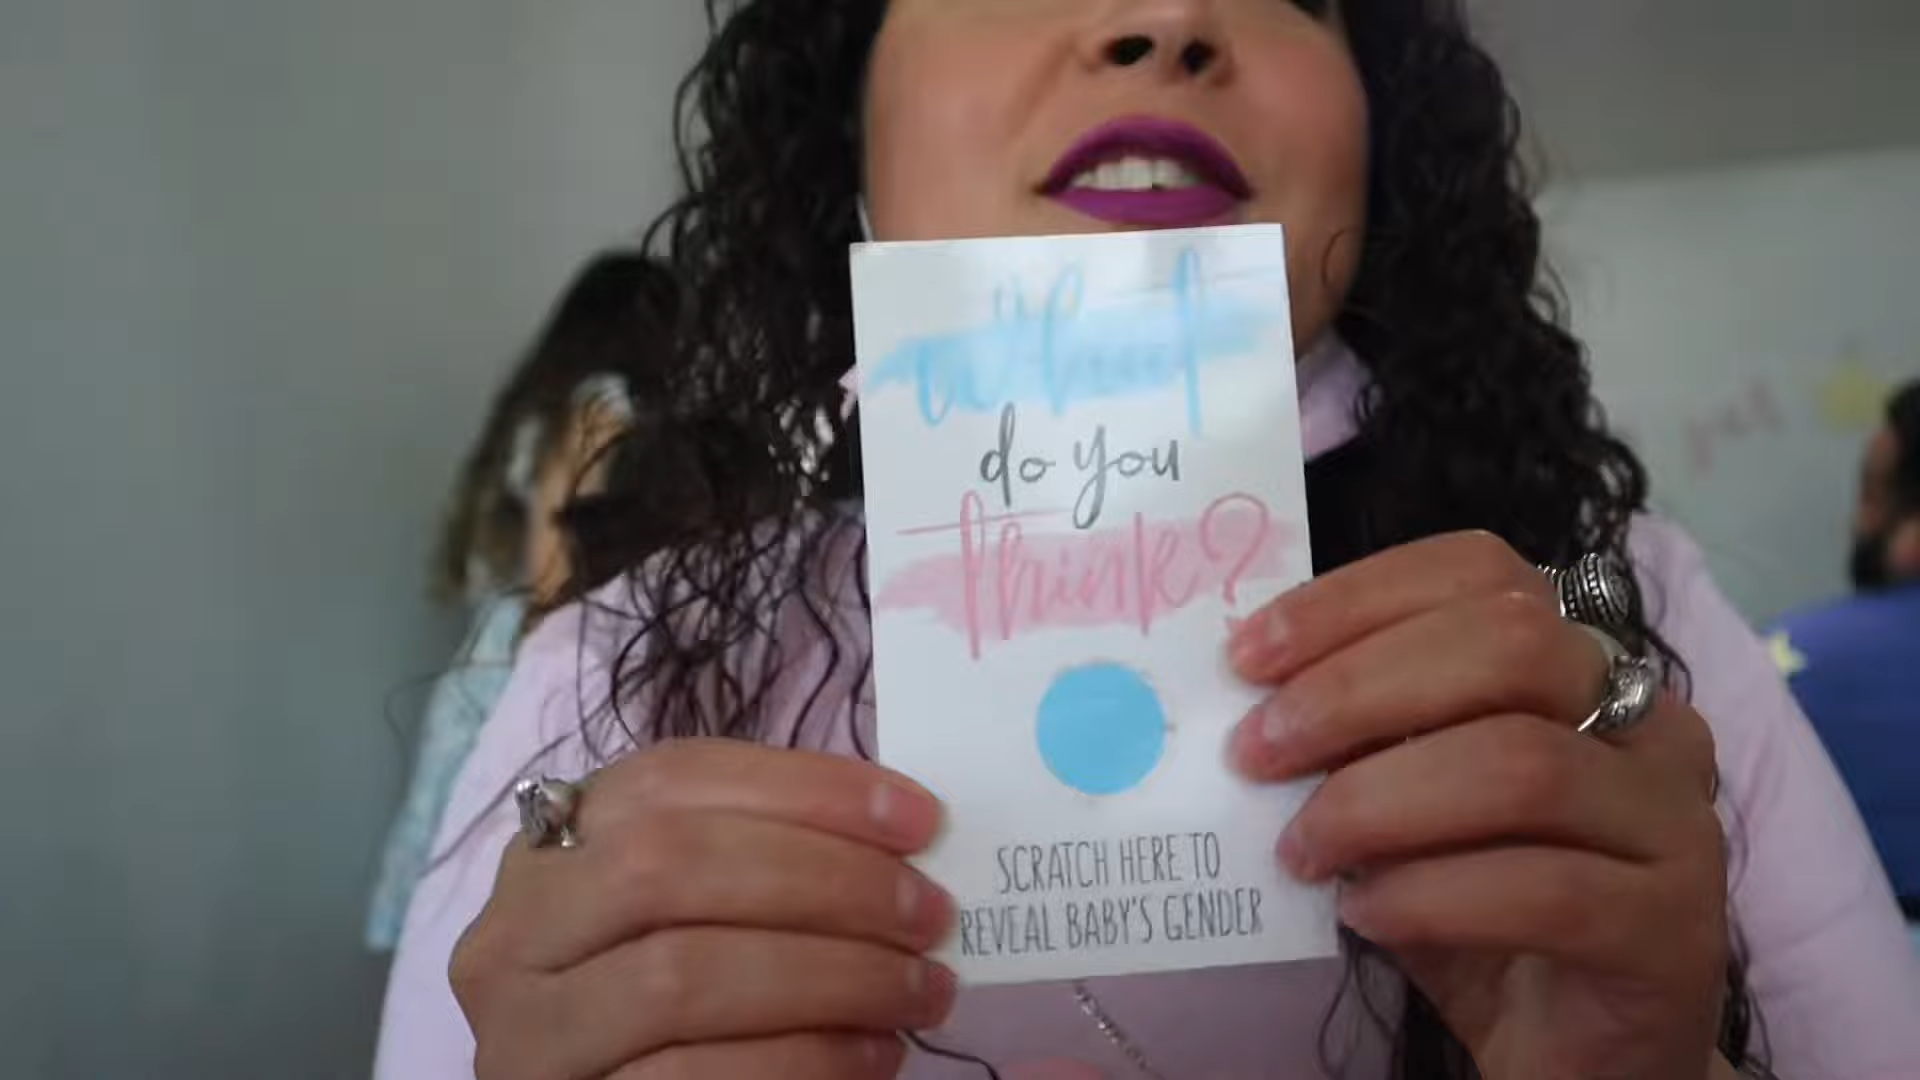 What
do you
think?
SCRATCH HERE TO
REVEAL BABY'S GENDER